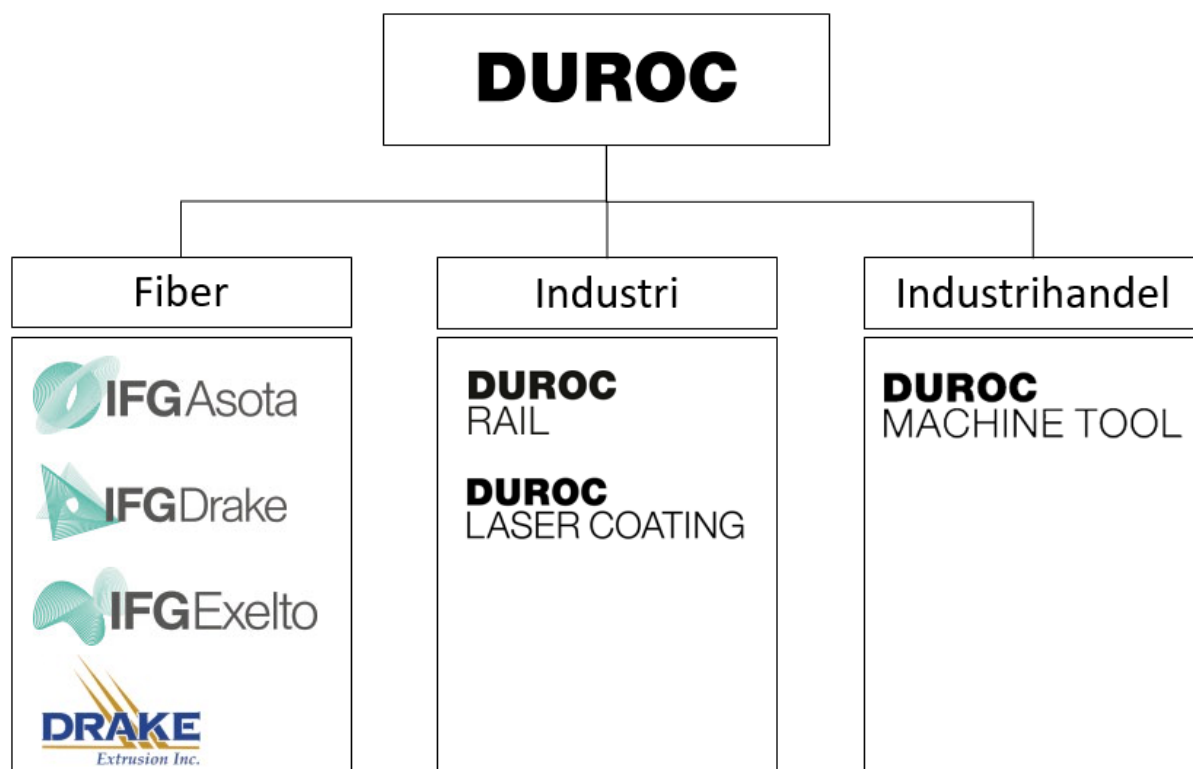 DUROC
Fiber
IFGAsota
IFGDrake
IFGExelto
DRAKE
Extrusion Inc.
Industri
DUROC
RAIL
DUROC
LASER COATING
Industrihandel
DUROC
MACHINE TOOL